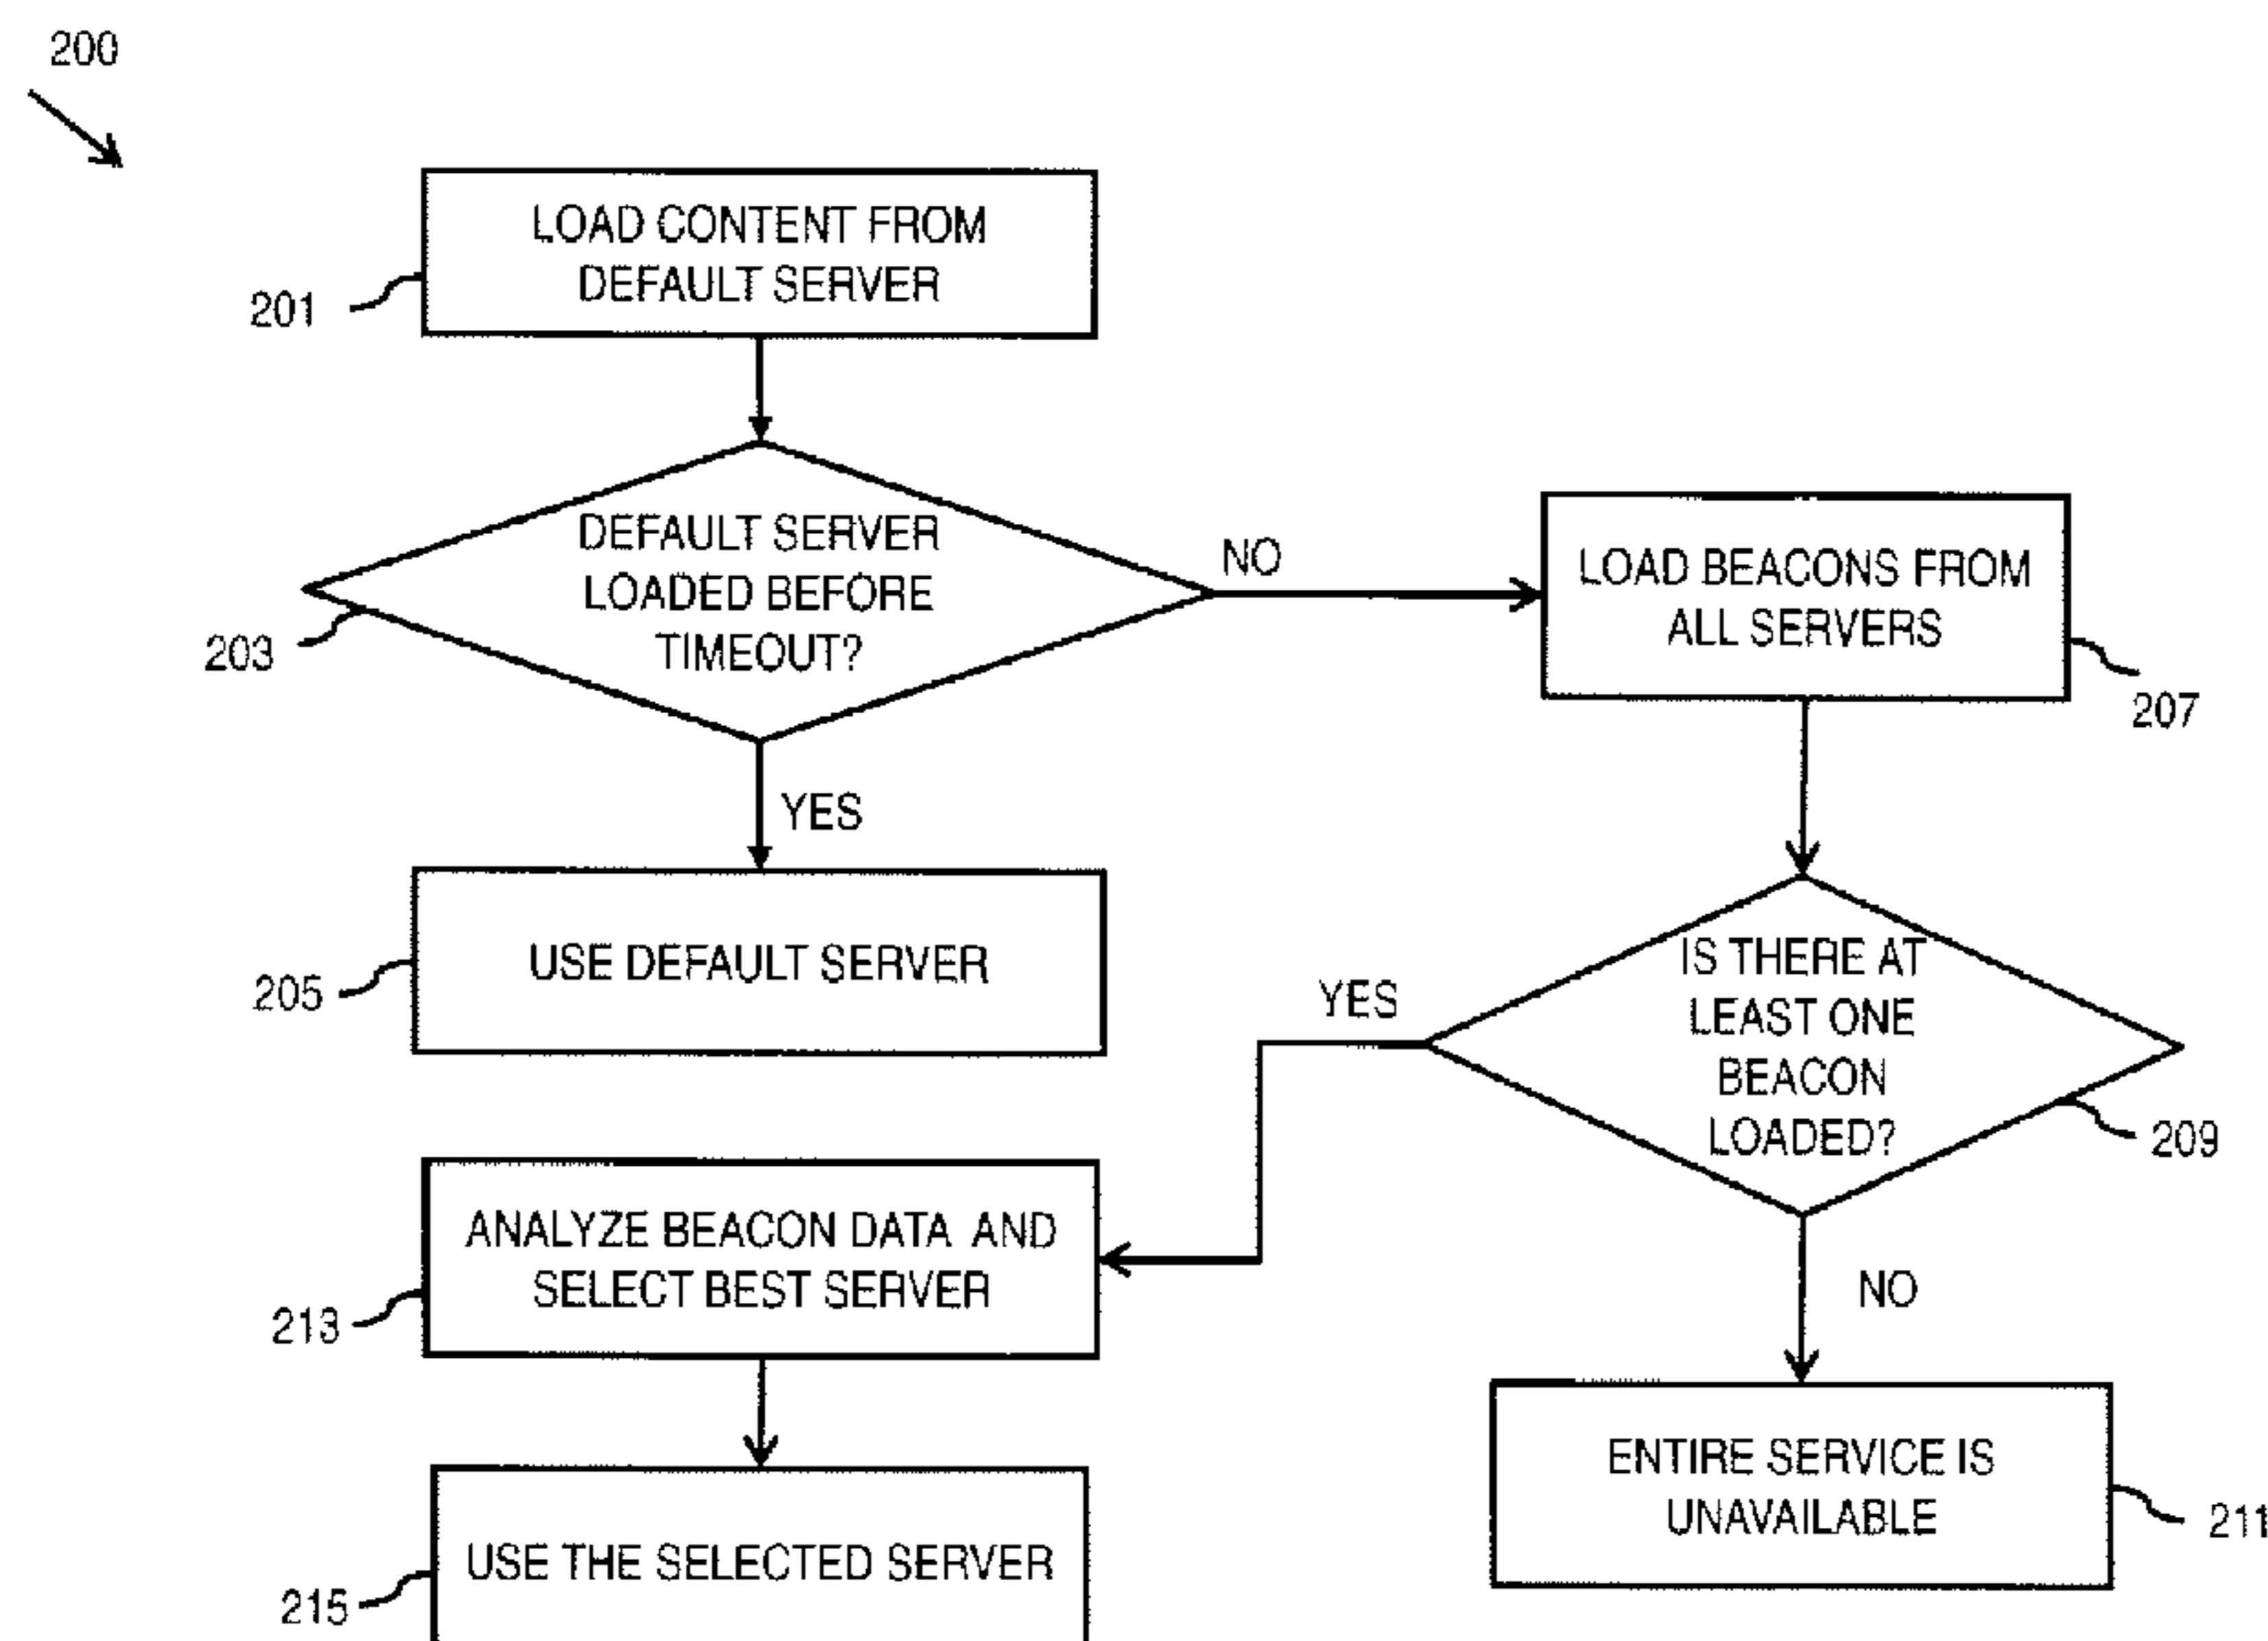 200
LOAD CONTENT FROM
DEFAULT SERVER
201
DEFAULT SERVER
LOADED BEFORE
TIMEOUT?
203
NO
LOAD BEACONS FROM
ALL SERVERS
207
YES
USE DEFAULT SERVER
205
IS THERE AT
LEAST ONE
BEACON
LOADED?
209
YES
ANALYZE BEACON DATA AND
SELECT BEST SERVER
213
NO
ENTIRE SERVICE IS
UNAVAILABLE
211
USE THE SELECTED SERVER
215